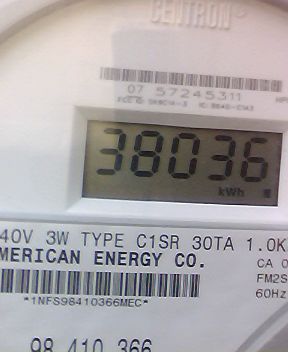 CENTRON®
07 57245311
38036
kWh
40V 3W TYPE C1SR 30TA 1.0K
MERICAN ENERGY CO.
CA 0
FM2S
60Hz
*1NFS98410366MEC*
98 410 366